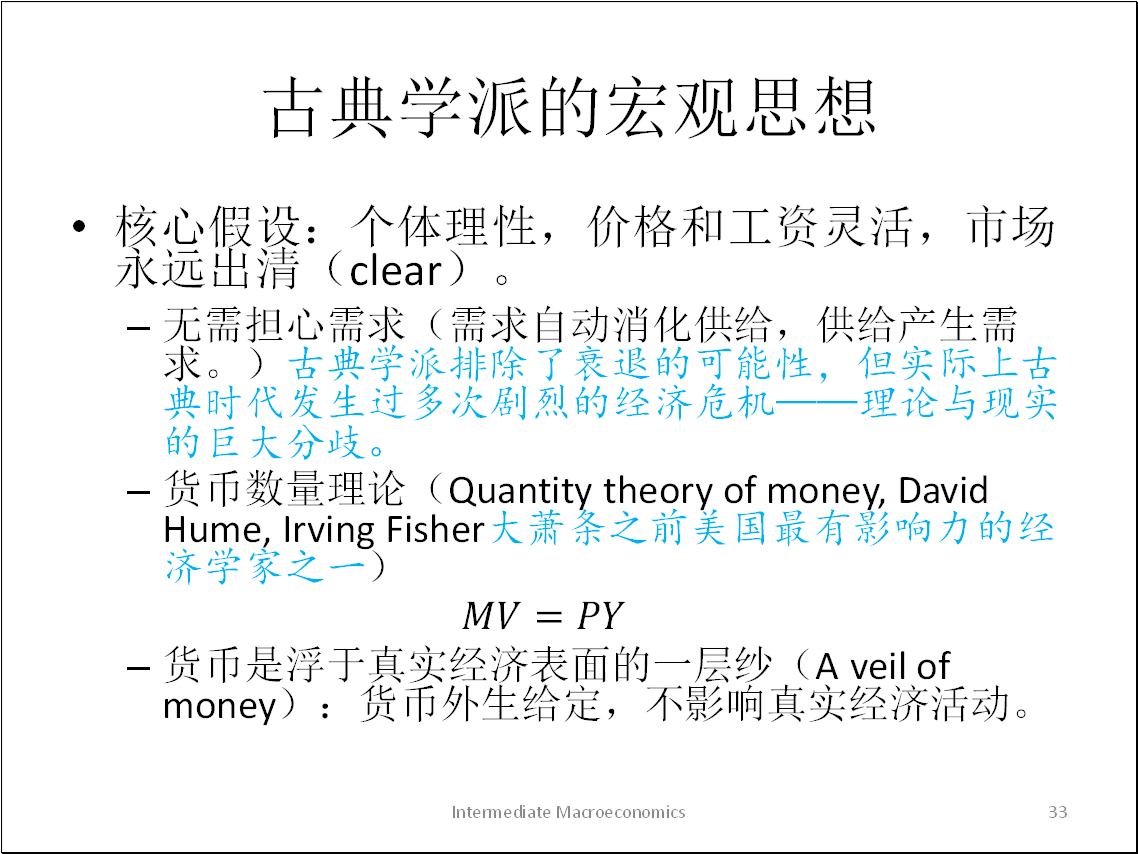 古典学派的宏观思想
• 核心假设：个体理性，价格和工资灵活，市场
永远出清（clear）。
– 无需担心需求（需求自动消化供给，供给产生需
求。）古典学派排除了衰退的可能性，但实际上古
典时代发生过多次剧烈的经济危机——理论与现实
的巨大分歧。
– 货币数量理论（Quantity theory of money, David
Hume, Irving Fisher大萧条之前美国最有影响力的经
济学家之一）
MV = PY
– 货币是浮于真实经济表面的一层纱（A veil of
money）：货币外生给定，不影响真实经济活动。
Intermediate Macroeconomics
33